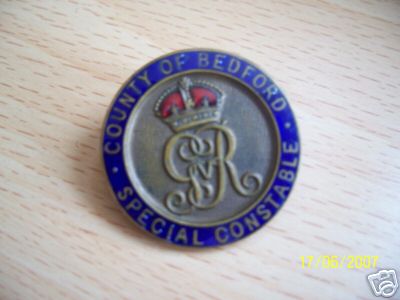 · COUNTY OF BEDFORD ·
SPECIAL CONSTABLE
GvR
17/06/2007